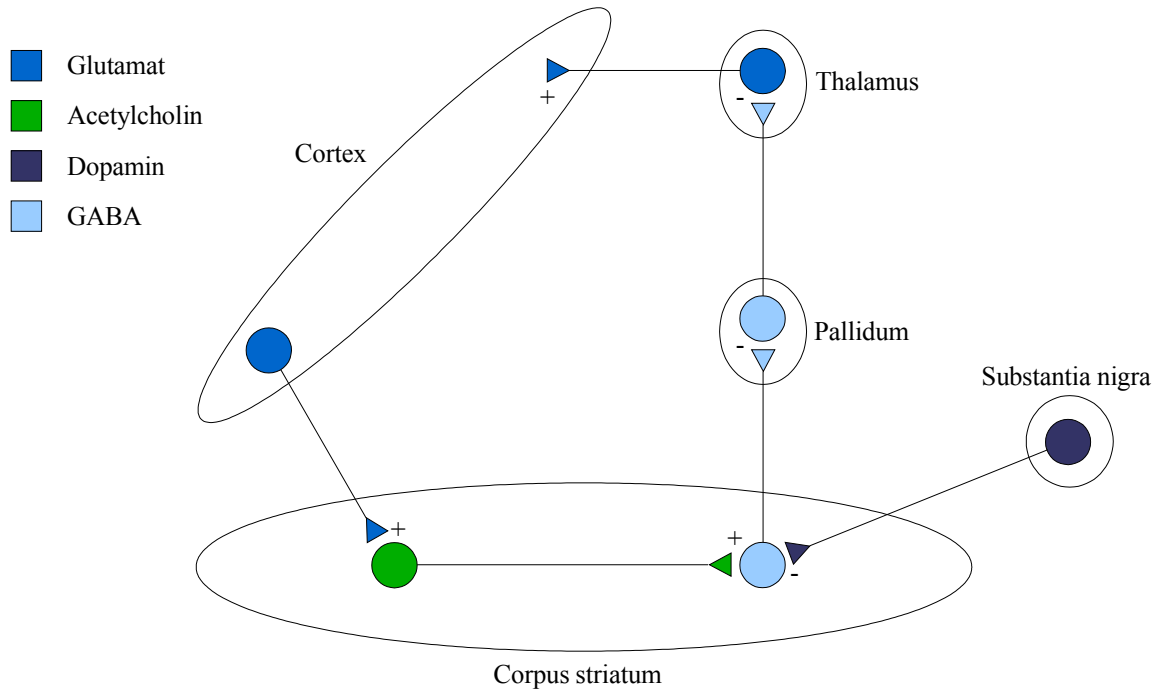 Glutamat
Acetylcholin
Dopamin
GABA
Cortex
+
-
Thalamus
-
Pallidum
Substantia nigra
+
+
-
Corpus striatum